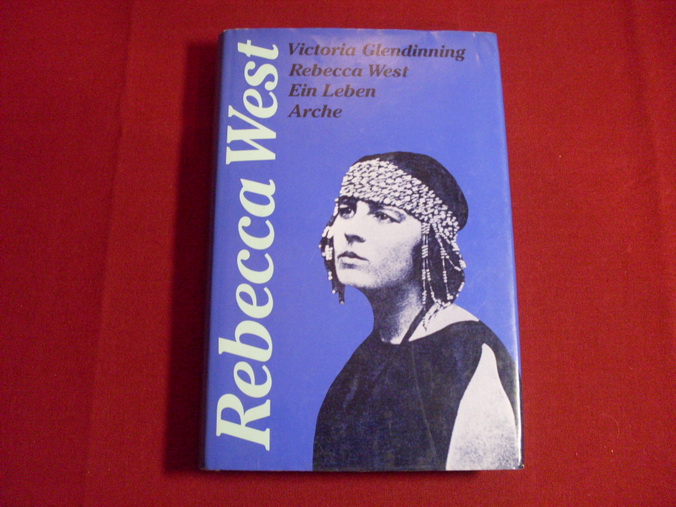 Rebecca West
Victoria Glendinning
Rebecca West
Ein Leben
Arche